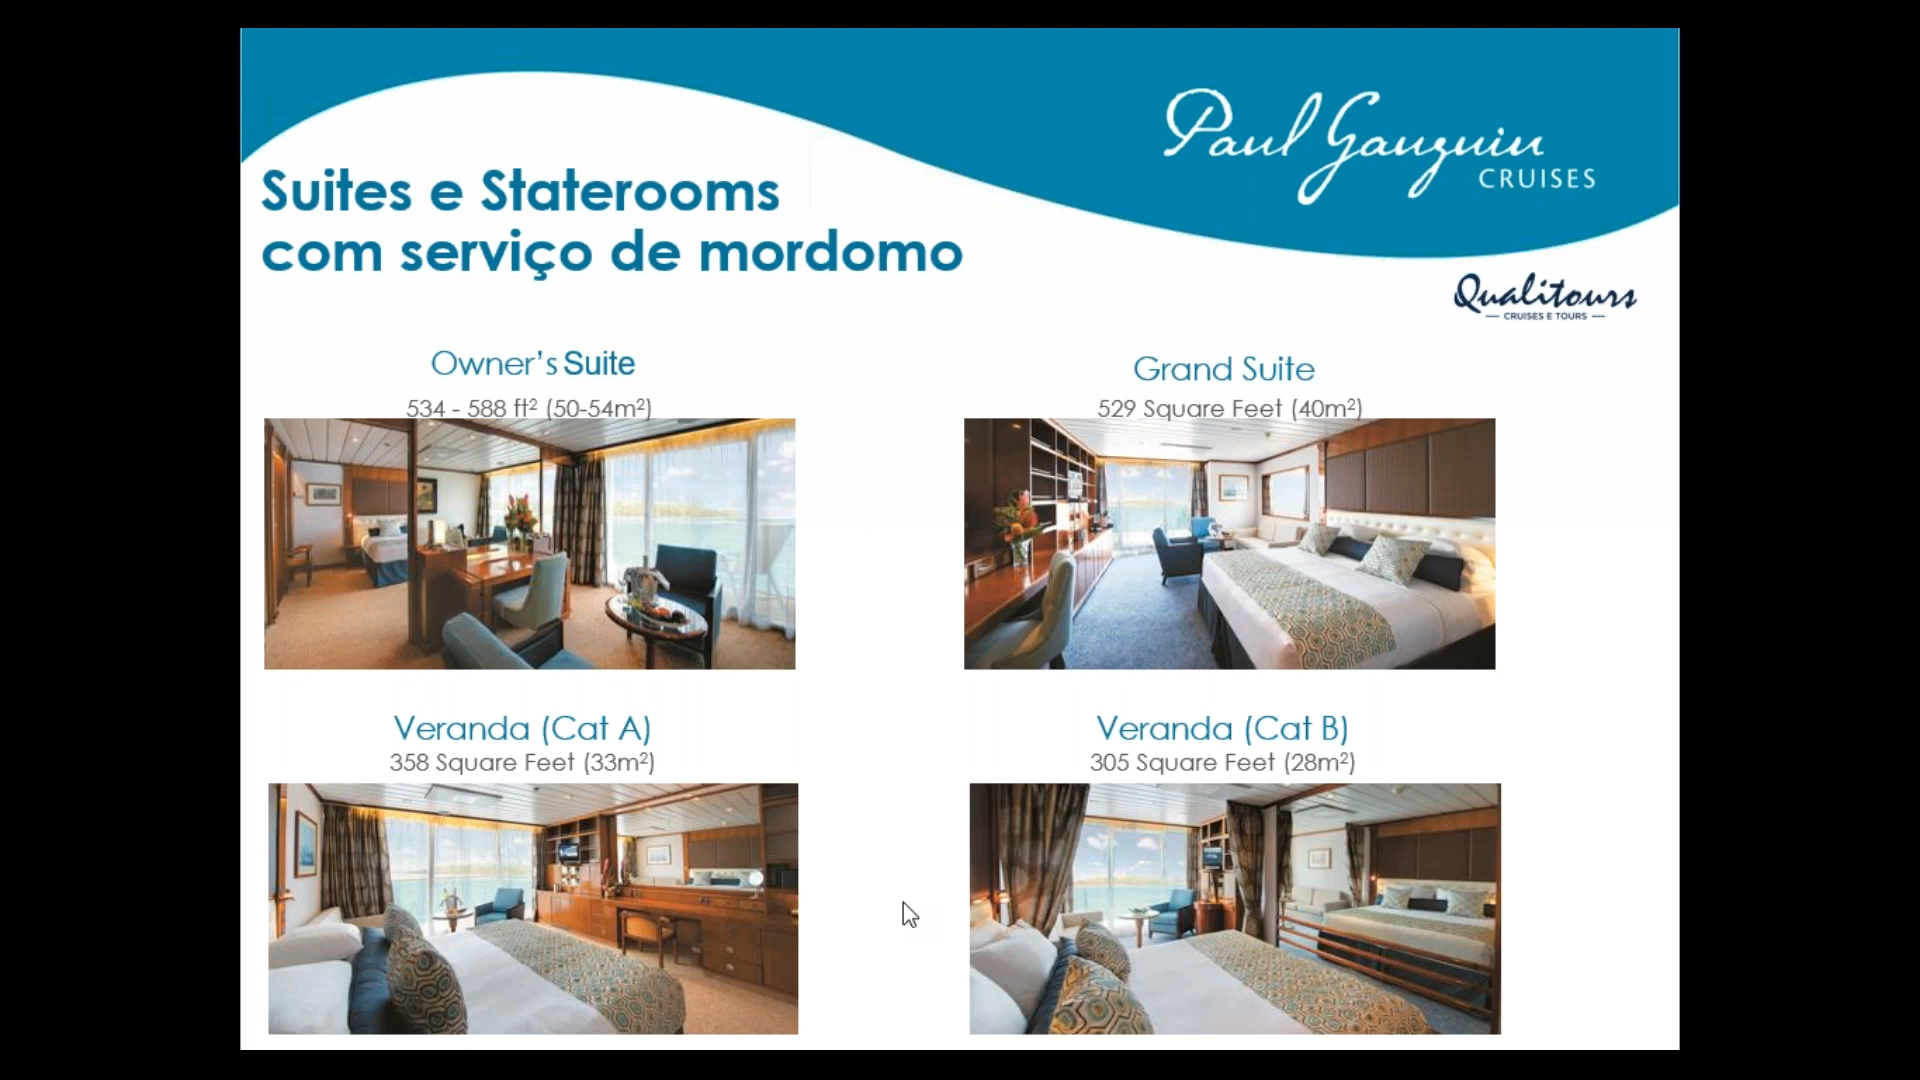 Paul Gauguin
CRUISES
Suites e Staterooms
com serviço de mordomo
Qualitours
— CRUISES E TOURS —
Owner’s Suite
534 - 588 ft² (50-54m²)
Grand Suite
529 Square Feet (40m²)
Veranda (Cat A)
358 Square Feet (33m²)
Veranda (Cat B)
305 Square Feet (28m²)